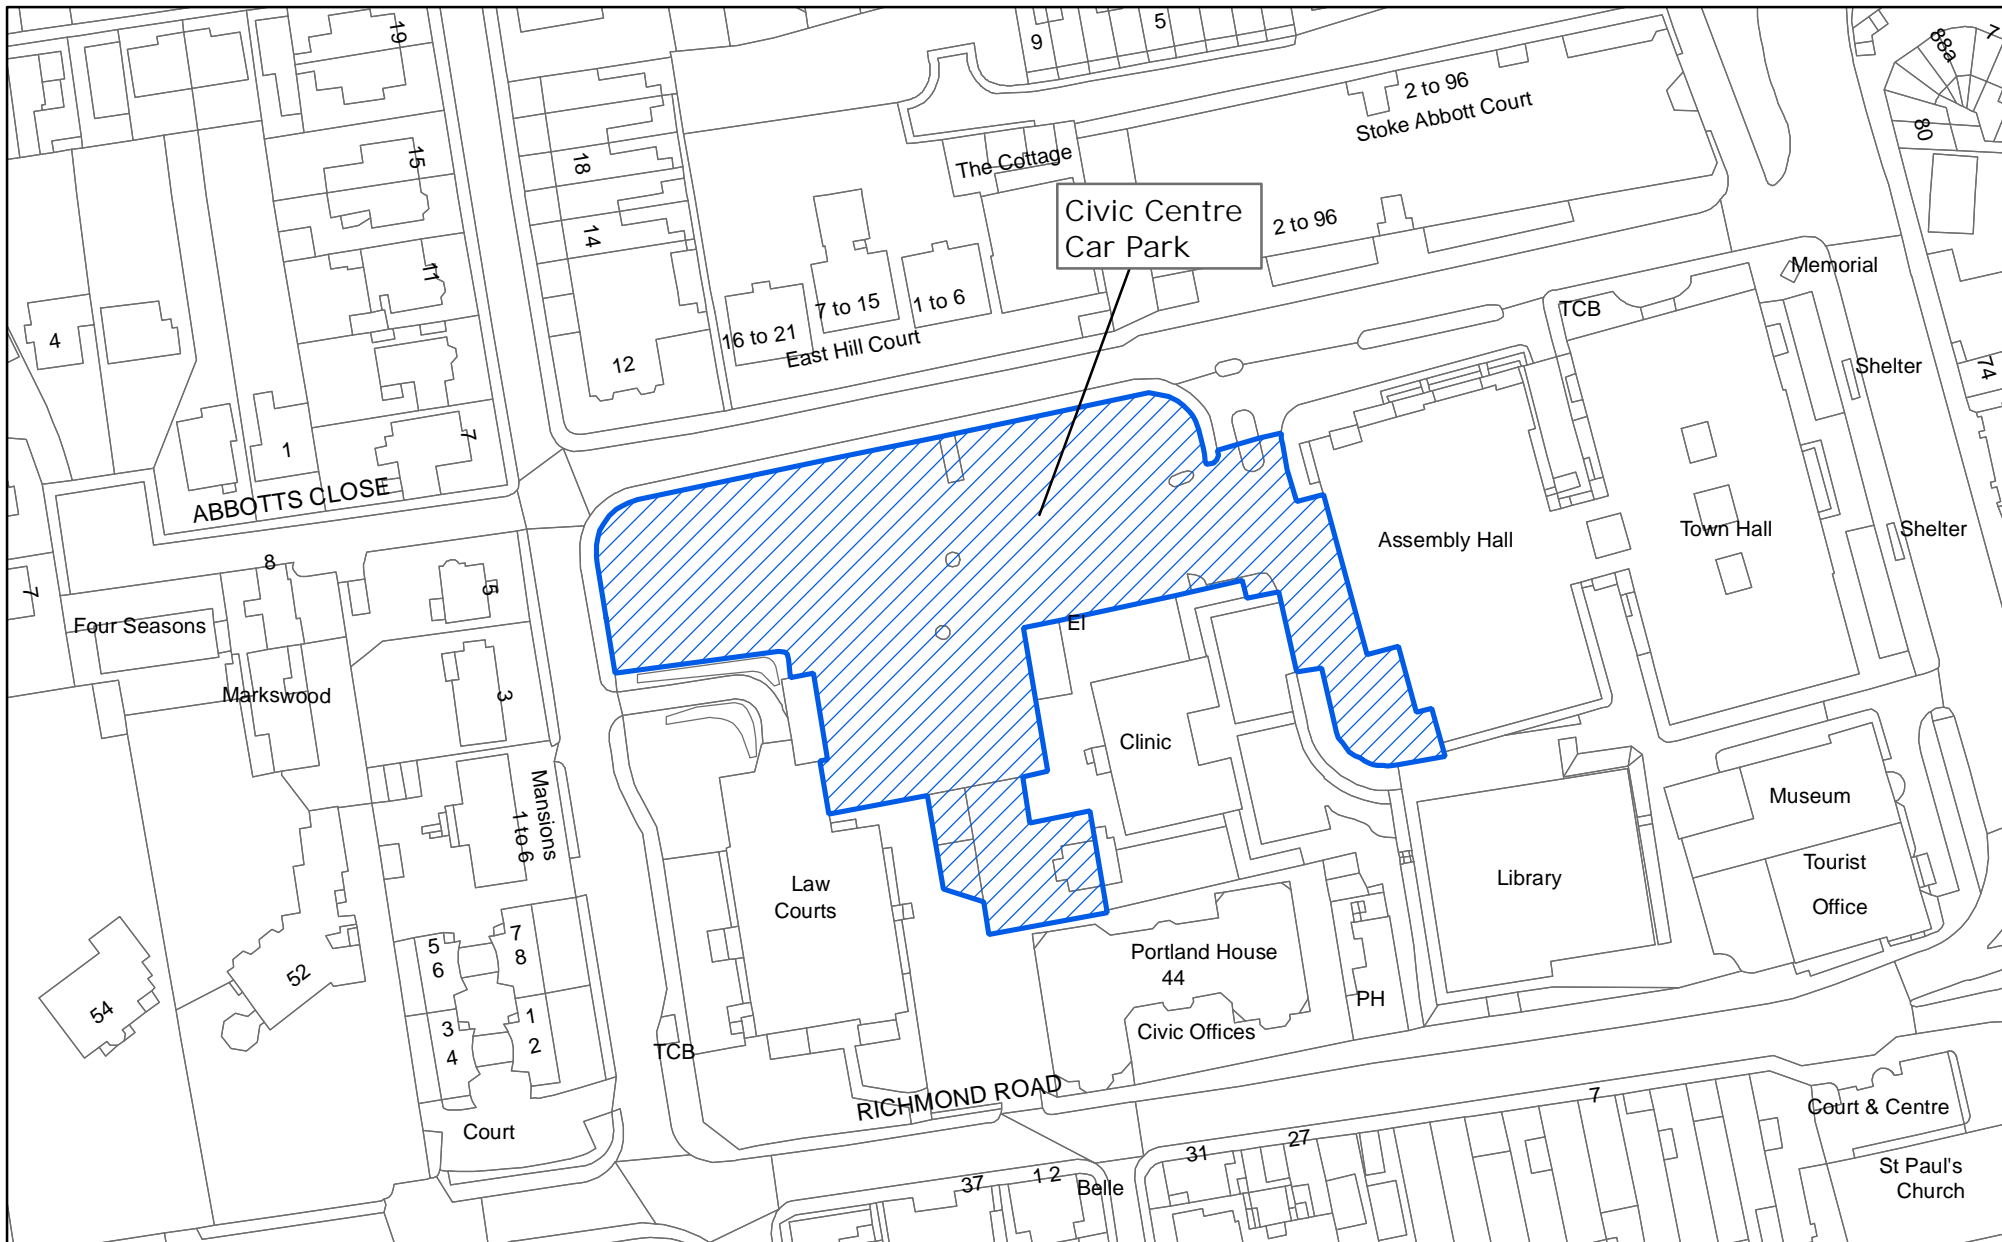 19
9
5
88a
7
2 to 96
Stoke Abbott Court
80
15
18
The Cottage
Civic Centre
Car Park
2 to 96
14
11
Memorial
TCB
4
16 to 21
7 to 15
1 to 6
East Hill Court
12
Shelter
74
1
7
ABBOTTS CLOSE
Assembly Hall
Town Hall
Shelter
8
7
5
Four Seasons
El
Markswood
3
Clinic
Mansions
1 to 6
Museum
Law
Courts
Library
Tourist
Office
5
6
7
8
52
54
Portland House
44
PH
3
4
1
2
TCB
Civic Offices
RICHMOND ROAD
7
Court & Centre
Court
31
27
37
1 2
Belle
St Paul's
Church